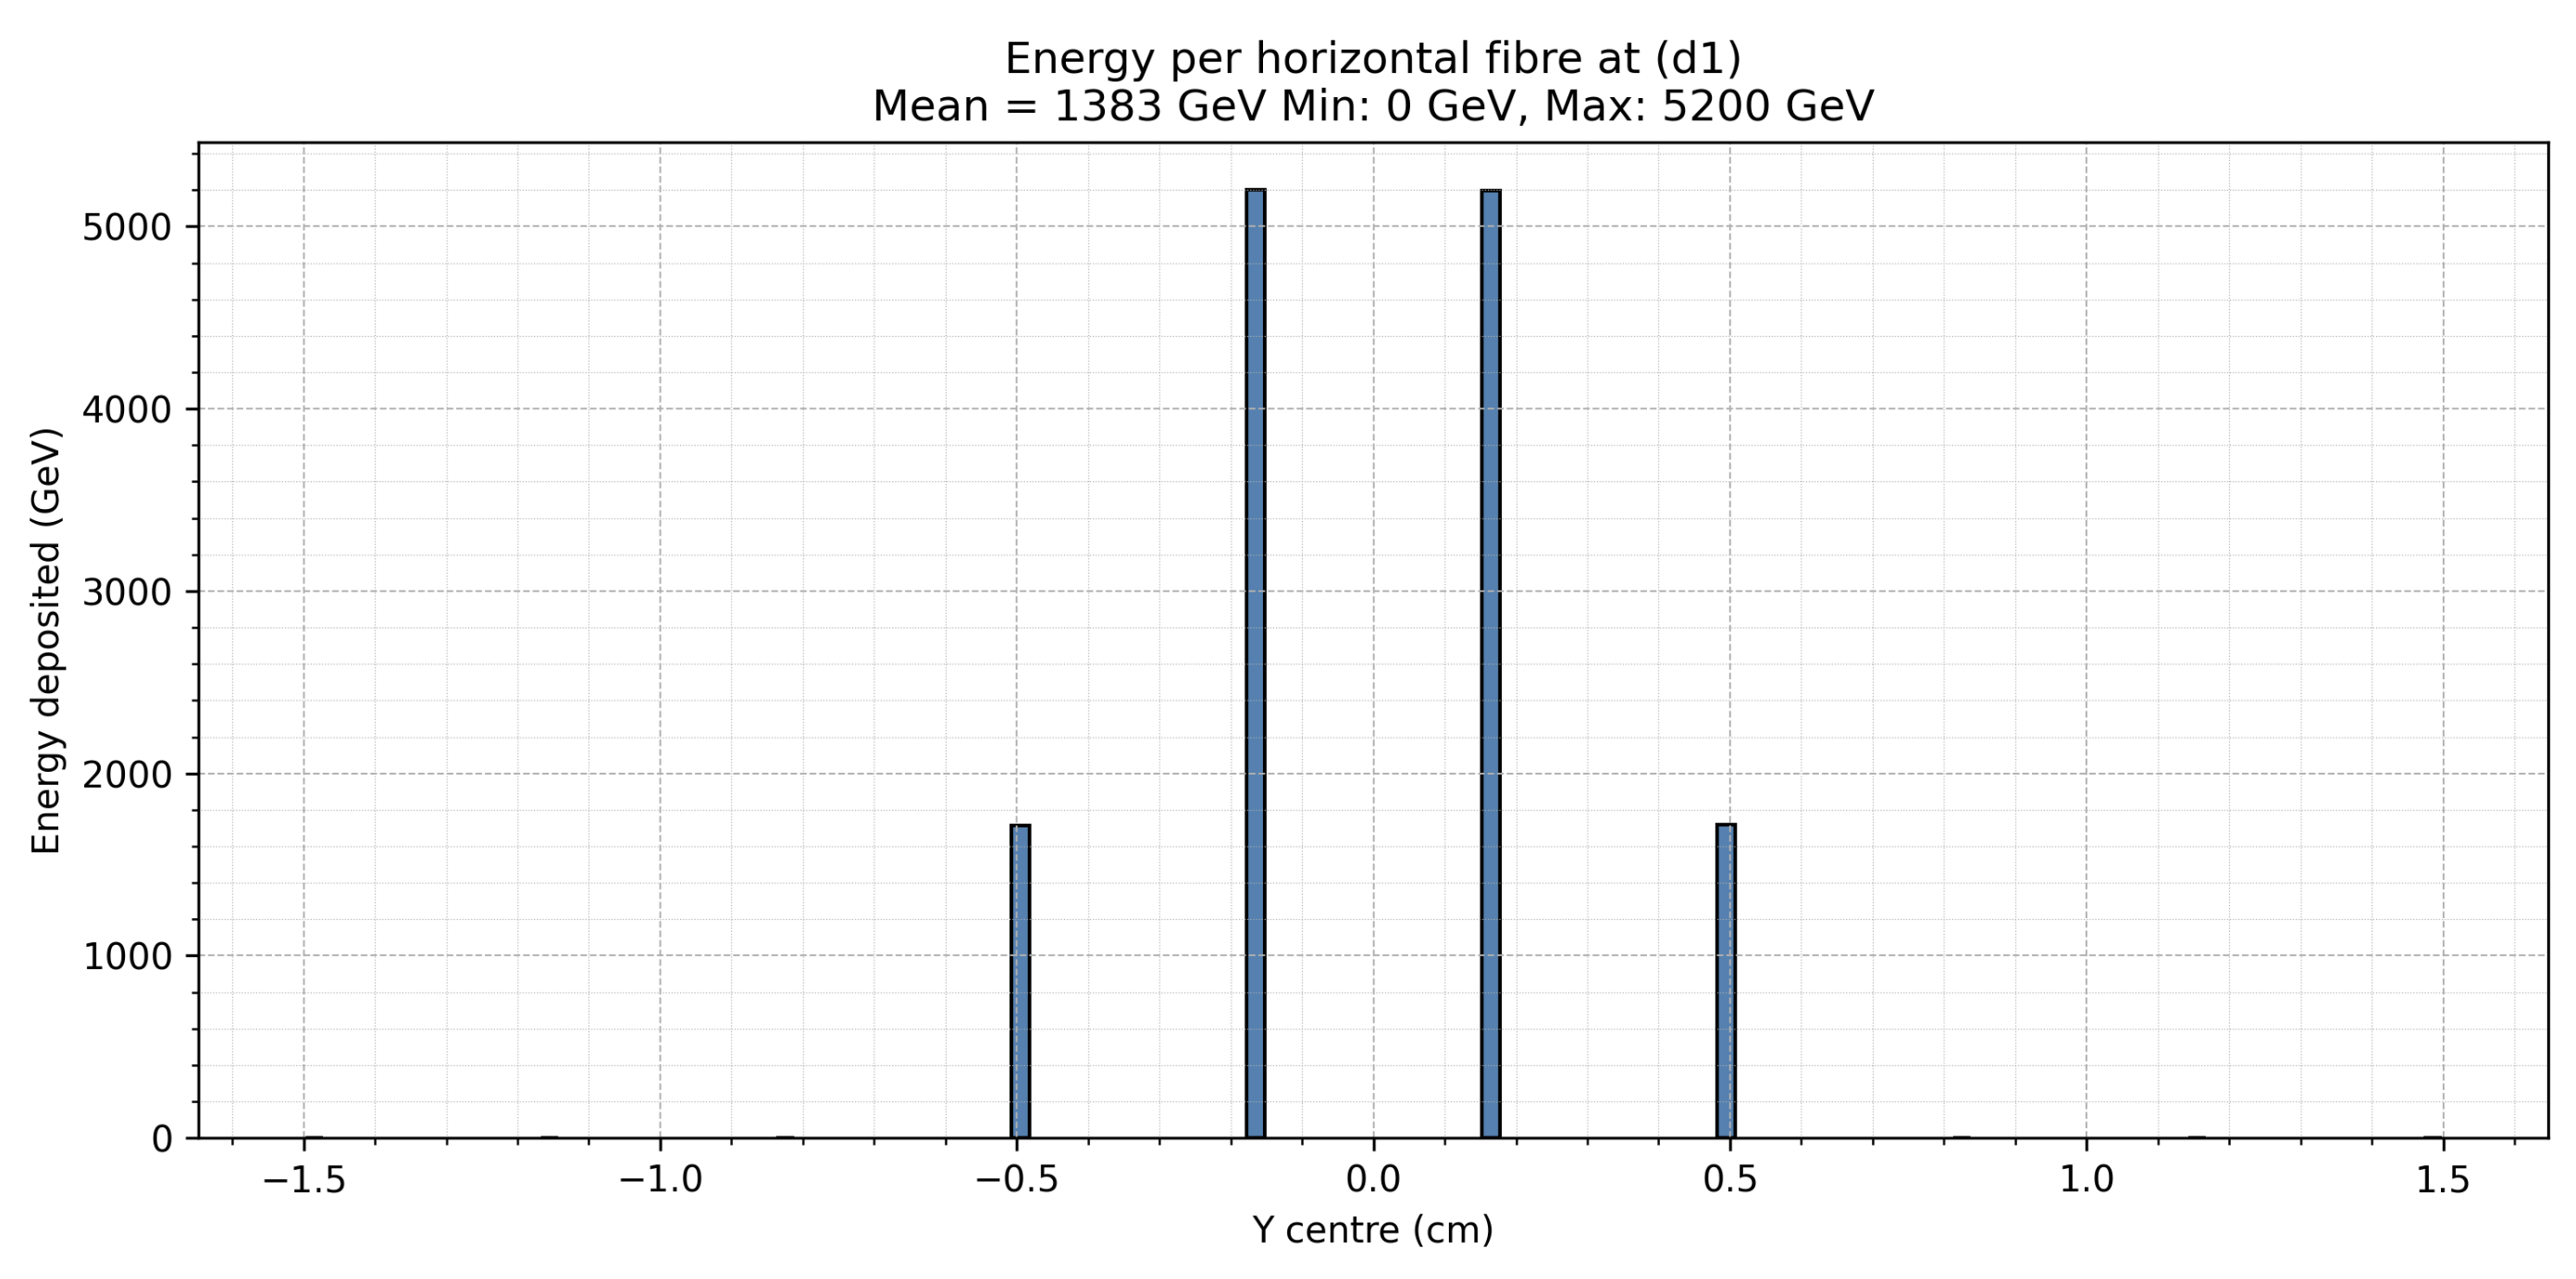 Energy per horizontal fibre at (d1)
Mean = 1383 GeV Min: 0 GeV, Max: 5200 GeV
Energy deposited (GeV)
5000
4000
3000
2000
1000
0
−1.5 −1.0 −0.5 0.0 0.5 1.0 1.5
Y centre (cm)